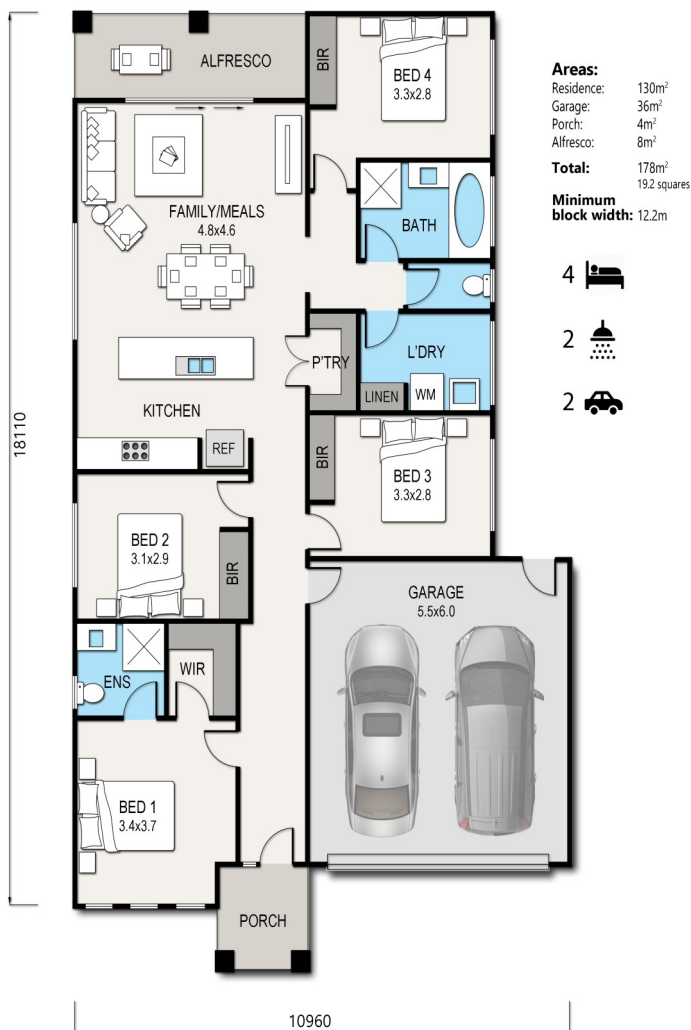 ALFRESCO
BIR
BED 4
3.3x2.8
FAMILY/MEALS
4.8x4.6
BATH
P'TRY
L'DRY
LINEN
WM
KITCHEN
REF
BIR
BED 3
3.3x2.8
BED 2
3.1x2.9
BIR
GARAGE
5.5x6.0
ENS
WIR
BED 1
3.4x3.7
PORCH
18110
10960
Areas:
Residence: 130m²
Garage: 36m²
Porch: 4m²
Alfresco: 8m²
Total: 178m²
19.2 squares
Minimum
block width: 12.2m
4
2
2